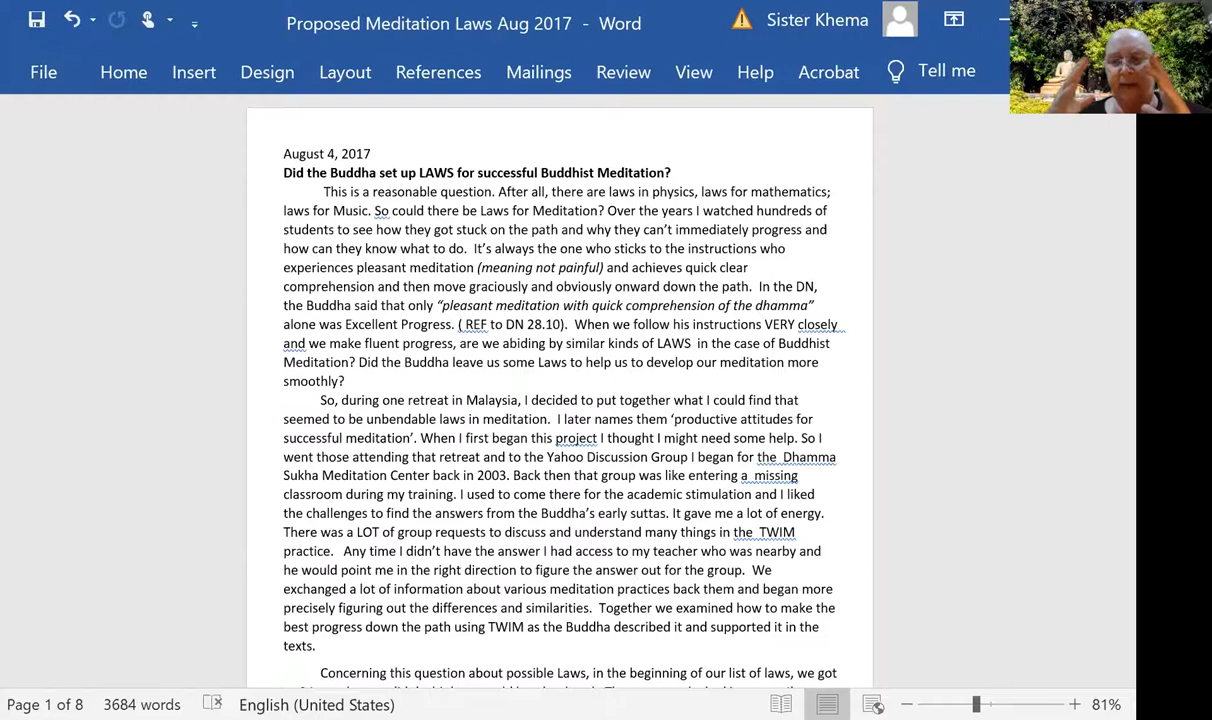 Proposed Meditation Laws Aug 2017 - Word
Sister Khema
File Home Insert Design Layout References Mailings Review View Help Acrobat Tell me
August 4, 2017
Did the Buddha set up LAWS for successful Buddhist Meditation?
This is a reasonable question. After all, there are laws in physics, laws for mathematics;
laws for Music. So could there be Laws for Meditation? Over the years I watched hundreds of
students to see how they got stuck on the path and why they can't immediately progress and
how can they know what to do. It's always the one who sticks to the instructions who
experiences pleasant meditation (meaning not painful) and achieves quick clear
comprehension and then move graciously and obviously onward down the path. In the DN,
the Buddha said that only "pleasant meditation with quick comprehension of the dhamma"
alone was Excellent Progress. ( REF to DN 28.10). When we follow his instructions VERY closely
and we make fluent progress, are we abiding by similar kinds of LAWS in the case of Buddhist
Meditation? Did the Buddha leave us some Laws to help us to develop our meditation more
smoothly?
So, during one retreat in Malaysia, I decided to put together what I could find that
seemed to be unbendable laws in meditation. I later names them 'productive attitudes for
successful meditation'. When I first began this project I thought I might need some help. So I
went those attending that retreat and to the Yahoo Discussion Group I began for the Dhamma
Sukha Meditation Center back in 2003. Back then that group was like entering a missing
classroom during my training. I used to come there for the academic stimulation and I liked
the challenges to find the answers from the Buddha's early suttas. It gave me a lot of energy.
There was a LOT of group requests to discuss and understand many things in the TWIM
practice. Any time I didn't have the answer I had access to my teacher who was nearby and
he would point me in the right direction to figure the answer out for the group. We
exchanged a lot of information about various meditation practices back them and began more
precisely figuring out the differences and similarities. Together we examined how to make the
best progress down the path using TWIM as the Buddha described it and supported it in the
texts.
Concerning this question about possible Laws, in the beginning of our list of laws, we got
Page 1 of 8 3684 words English (United States) 81%